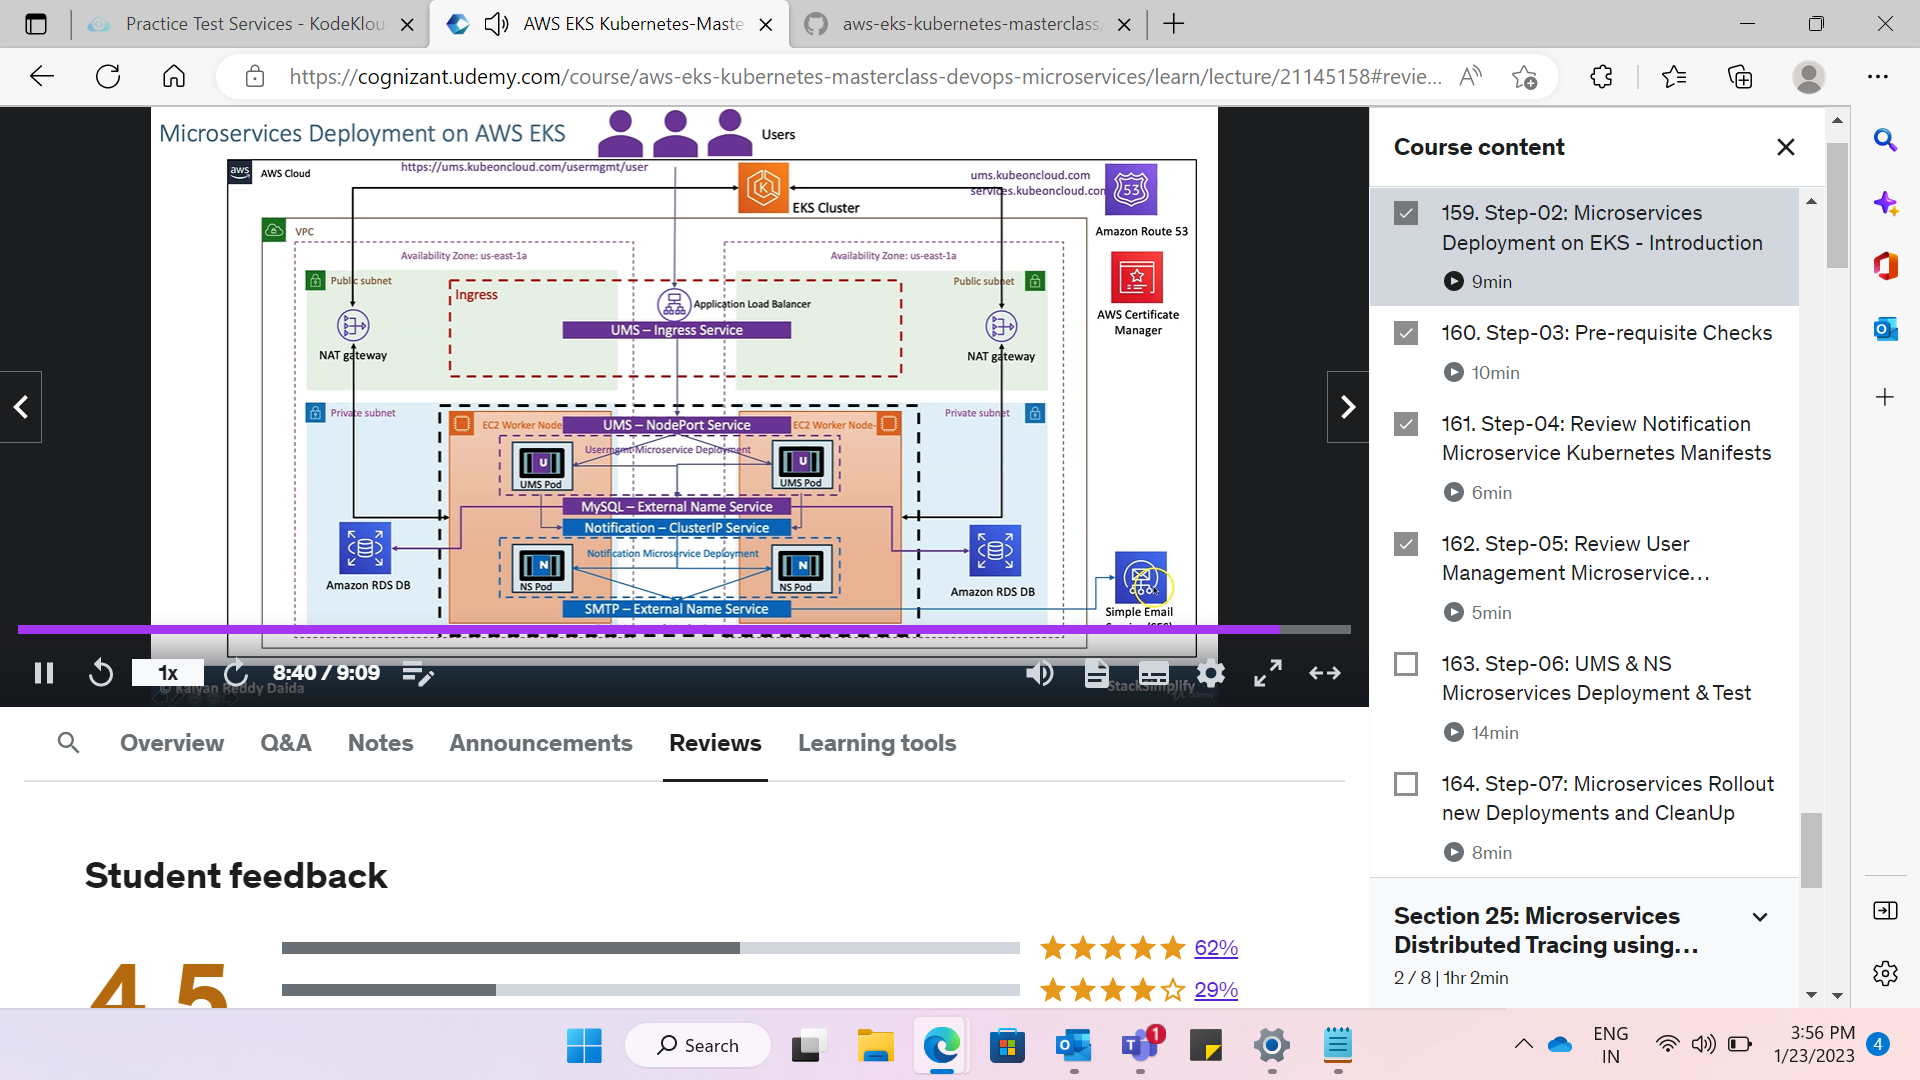 Practice Test Services - KodeKlou
AWS EKS Kubernetes-Maste
aws-eks-kubernetes-masterclass
https://cognizant.udemy.com/course/aws-eks-kubernetes-masterclass-devops-microservices/learn/lecture/21145158#revie...
Microservices Deployment on AWS EKS
Users
aws
AWS Cloud
https://ums.kubeoncloud.com/usermgmt/user
EKS Cluster
ums.kubeoncloud.com
services.kubeoncloud.com
53
Amazon Route 53
VPC
Availability Zone: us-east-1a
Availability Zone: us-east-1a
Public subnet
Public subnet
Ingress
Application Load Balancer
UMS – Ingress Service
NAT gateway
NAT gateway
AWS Certificate
Manager
Private subnet
Private subnet
EC2 Worker Node
UMS – NodePort Service
EC2 Worker Node-
Usermgmt Microservice Deployment
U
UMS Pod
U
UMS Pod
MySQL – External Name Service
Notification – ClusterIP Service
Notification Microservice Deployment
N
NS Pod
N
NS Pod
SMTP – External Name Service
Amazon RDS DB
Amazon RDS DB
Simple Email
1x
8:40 / 9:09
© Kalyan Reddy Daida
StackSimplify
Udemy
Course content
159. Step-02: Microservices
Deployment on EKS - Introduction
9min
160. Step-03: Pre-requisite Checks
10min
161. Step-04: Review Notification
Microservice Kubernetes Manifests
6min
162. Step-05: Review User
Management Microservice...
5min
163. Step-06: UMS & NS
Microservices Deployment & Test
14min
164. Step-07: Microservices Rollout
new Deployments and CleanUp
8min
Section 25: Microservices
Distributed Tracing using...
2 / 8 | 1hr 2min
Overview
Q&A
Notes
Announcements
Reviews
Learning tools
Student feedback
4.5
62%
29%
Search
1
ENG
IN
3:56 PM
1/23/2023
4